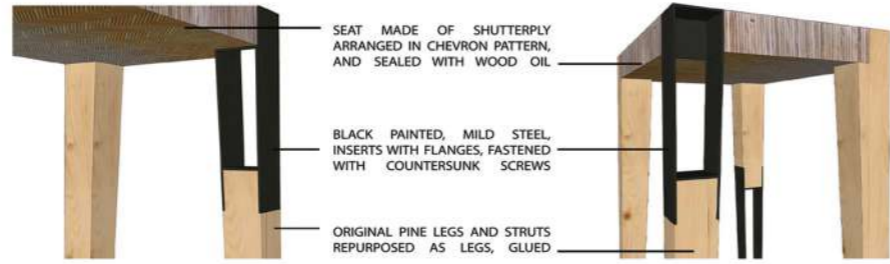 SEAT MADE OF SHUTTERPLY
ARRANGED IN CHEVRON PATTERN,
AND SEALED WITH WOOD OIL
BLACK PAINTED, MILD STEEL,
INSERTS WITH FLANGES, FASTENED
WITH COUNTERSUNK SCREWS
ORIGINAL PINE LEGS AND STRUTS
REPURPOSED AS LEGS, GLUED